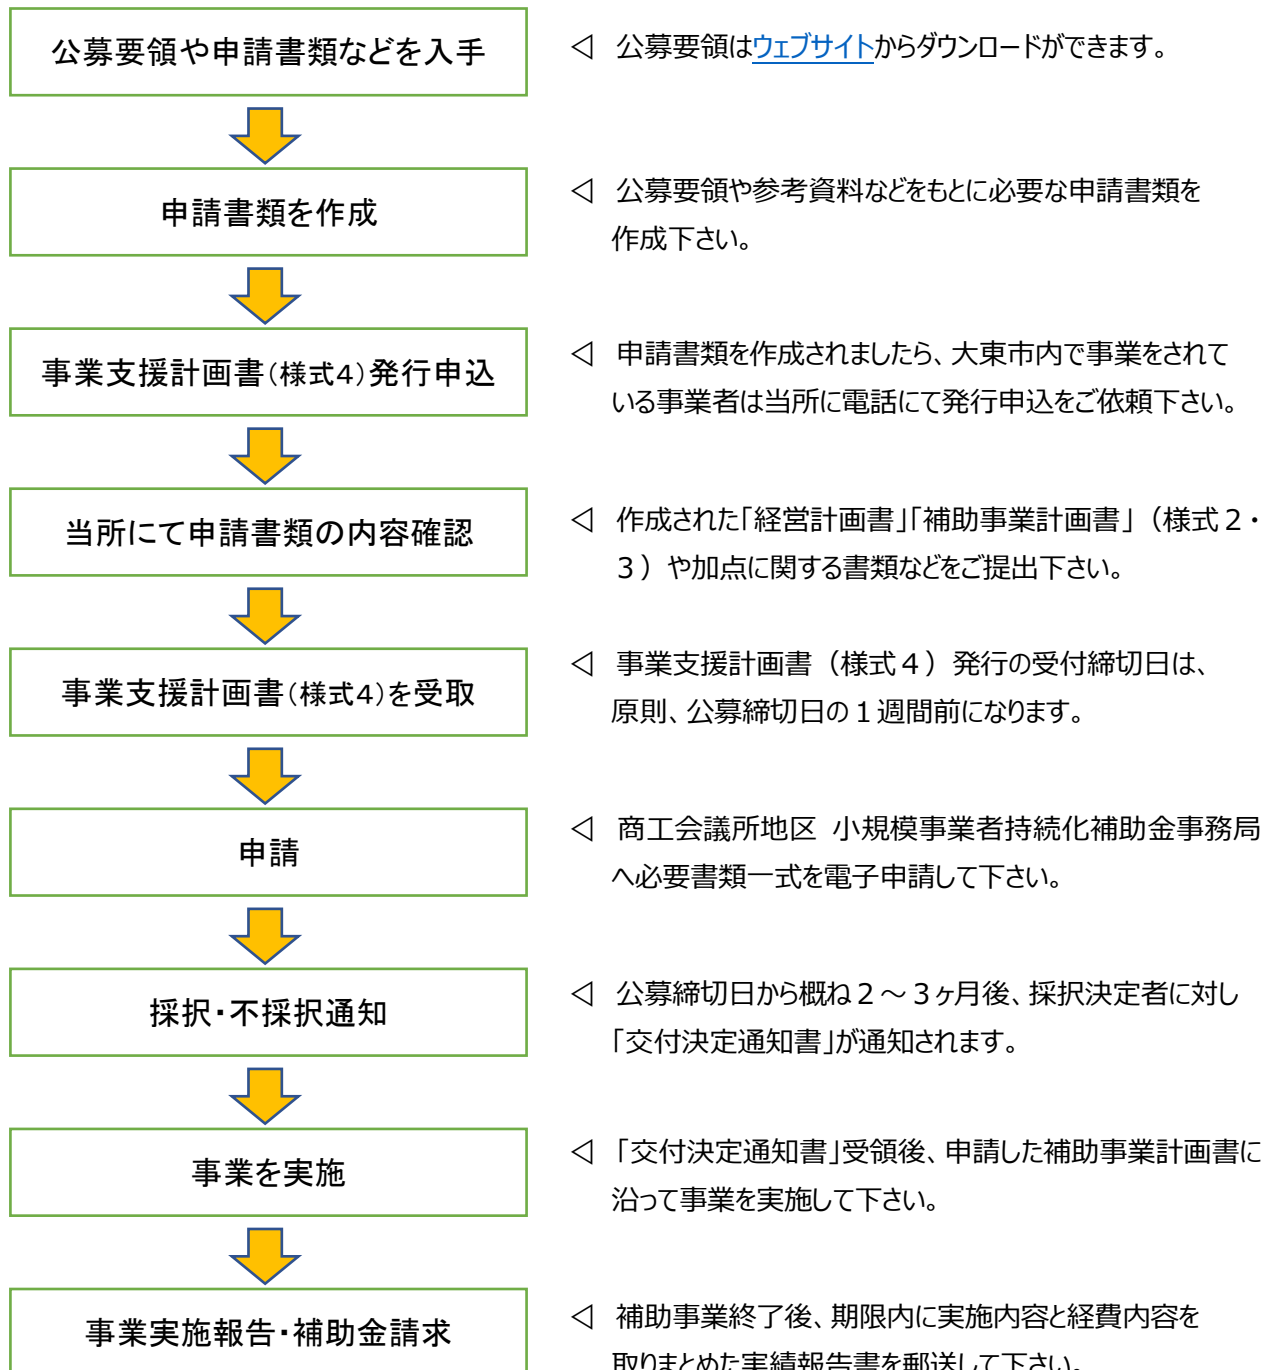 公募要領や申請書類などを入手
◁ 公募要領はウェブサイトからダウンロードができます。
申請書類を作成
◁ 公募要領や参考資料などをもとに必要な申請書類を
作成下さい。
事業支援計画書(様式4)発行申込
◁ 申請書類を作成されましたら、大東市内で事業をされて
いる事業者は当所に電話にて発行申込をご依頼下さい。
当所にて申請書類の内容確認
◁ 作成された「経営計画書」「補助事業計画書」（様式２・
３）や加点に関する書類などをご提出下さい。
事業支援計画書(様式4)を受取
◁ 事業支援計画書（様式４）発行の受付締切日は、
原則、公募締切日の１週間前になります。
申請
◁ 商工会議所地区 小規模事業者持続化補助金事務局
へ必要書類一式を電子申請して下さい。
採択・不採択通知
◁ 公募締切日から概ね２～３ヶ月後、採択決定者に対し
「交付決定通知書」が通知されます。
事業を実施
◁ 「交付決定通知書」受領後、申請した補助事業計画書に
沿って事業を実施して下さい。
事業実施報告・補助金請求
◁ 補助事業終了後、期限内に実施内容と経費内容を
取りまとめた実績報告書を郵送して下さい。